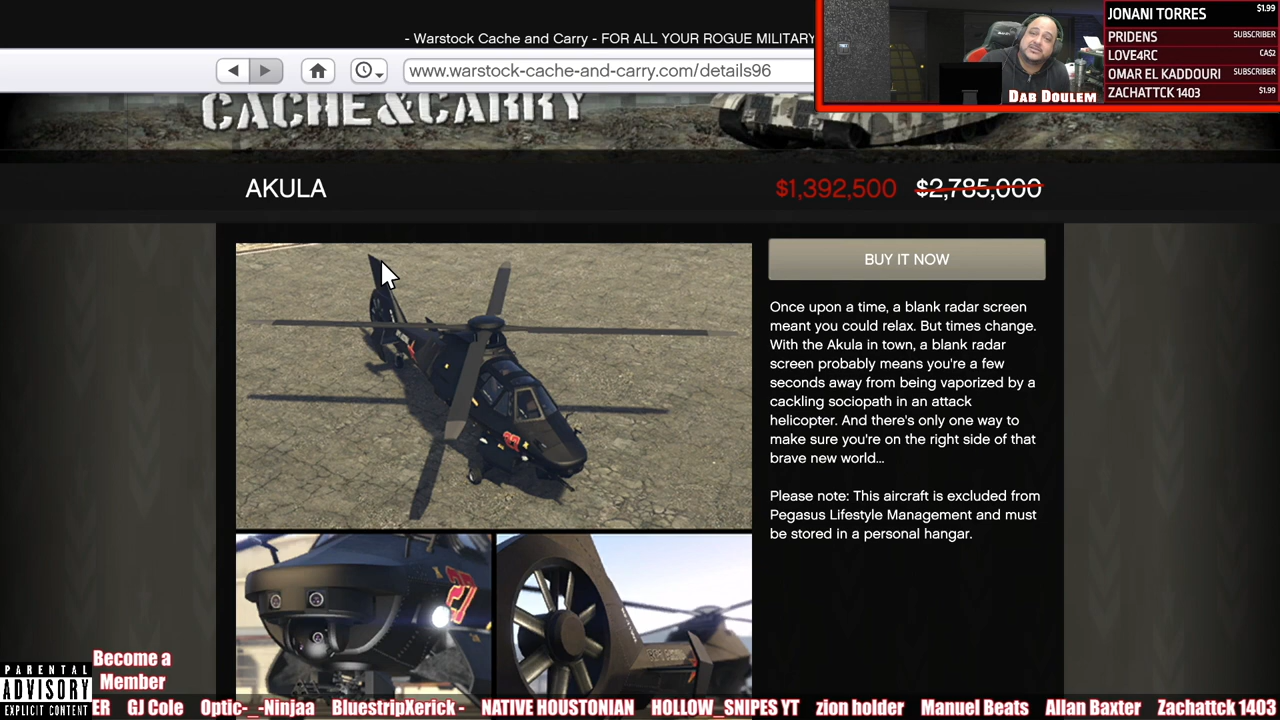 - Warstock Cache and Carry - FOR ALL YOUR ROGUE MILITARY
www.warstock-cache-and-carry.com/details96
JONANI TORRES $1.99
PRIDENS SUBSCRIBER
LOVE4RC CA$2
OMAR EL KADDOURI SUBSCRIBER
ZACHATTCK 1403 $1.99
DAB DOULEM
CACHE&CARRY
AKULA $1,392,500 $2,785,000
BUY IT NOW
Once upon a time, a blank radar screen
meant you could relax. But times change.
With the Akula in town, a blank radar
screen probably means you're a few
seconds away from being vaporized by a
cackling sociopath in an attack
helicopter. And there's only one way to
make sure you're on the right side of that
brave new world...
Please note: This aircraft is excluded from
Pegasus Lifestyle Management and must
be stored in a personal hangar.
23
27
Become a
Member
PARENTAL
ADVISORY
EXPLICIT CONTENT
ER GJ Cole Optic-_-Ninjaa BluestripXerick - NATIVE HOUSTONIAN HOLLOW_SNIPES YT zion holder Manuel Beats Allan Baxter Zachattck 1403